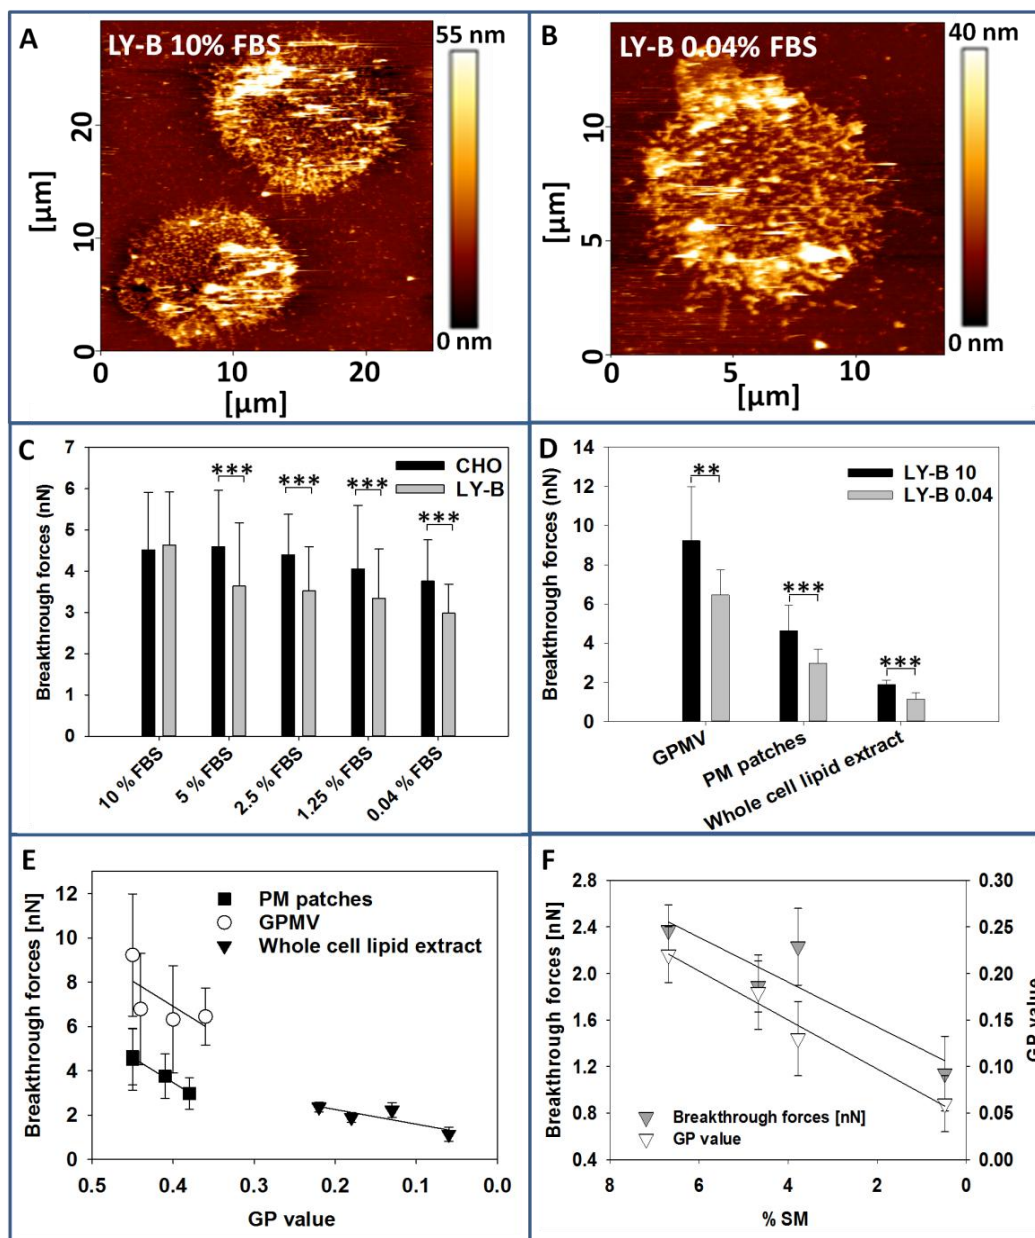 A
LY-B 10% FBS
55 nm
20
10
0
[µm]
0 nm
0 10 20
[µm]
B
LY-B 0.04% FBS
40 nm
10
5
0
[µm]
0 nm
0 5 10
[µm]
C
7
6
5
4
3
2
1
0
Breakthrough forces (nN)
*** *** *** ***
CHO
LY-B
10 % FBS
5 % FBS
2.5 % FBS
1.25 % FBS
0.04 % FBS
D
14
12
10
8
6
4
2
0
Breakthrough forces (nN)
** *** ***
LY-B 10
LY-B 0.04
GPMV
PM patches
Whole cell lipid extract
E
12
10
8
6
4
2
0
Breakthrough forces [nN]
PM patches
GPMV
Whole cell lipid extract
0.5 0.4 0.3 0.2 0.1 0.0
GP value
F
2.8
2.4
2.0
1.6
1.2
0.8
0.4
Breakthrough forces [nN]
0.30
0.25
0.20
0.15
0.10
0.05
0.00
GP value
Breakthrough forces [nN]
GP value
8 6 4 2 0
% SM